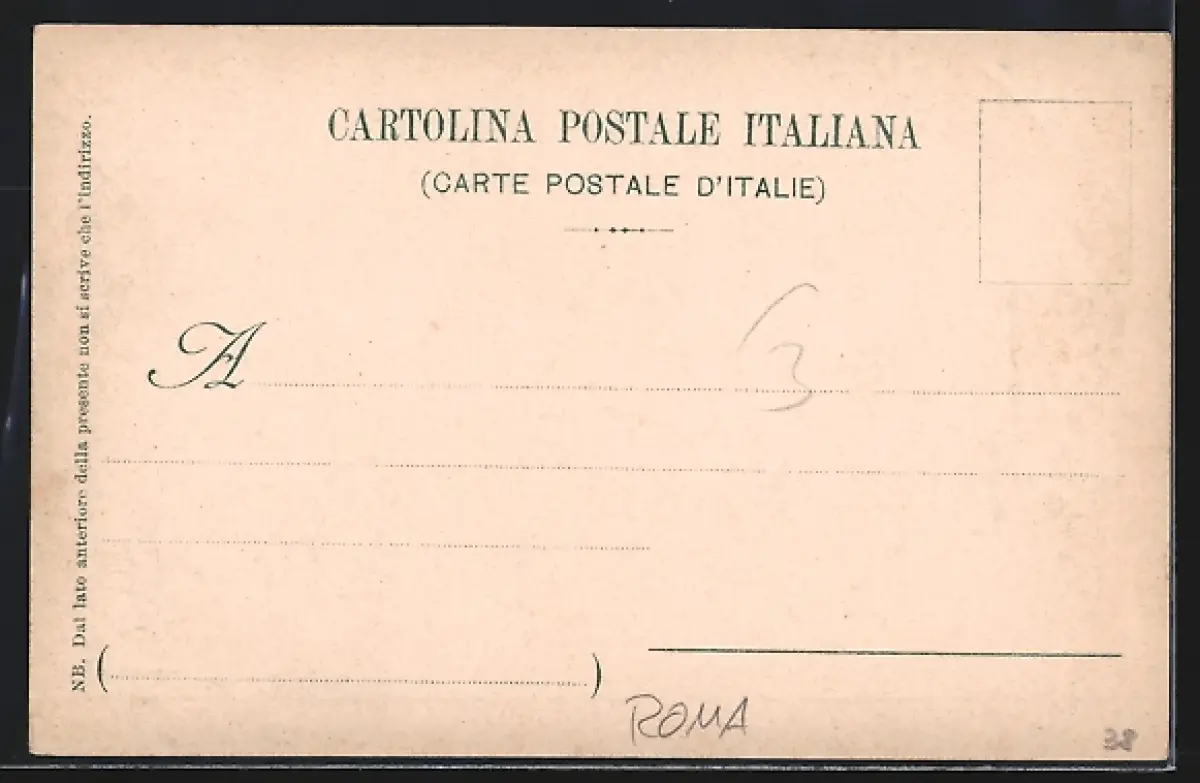 CARTOLINA POSTALE ITALIANA
(CARTE POSTALE D'ITALIE)
3
A
NB. Dal lato anteriore della presente non si scrive che l'indirizzo.
( )
ROMA
38